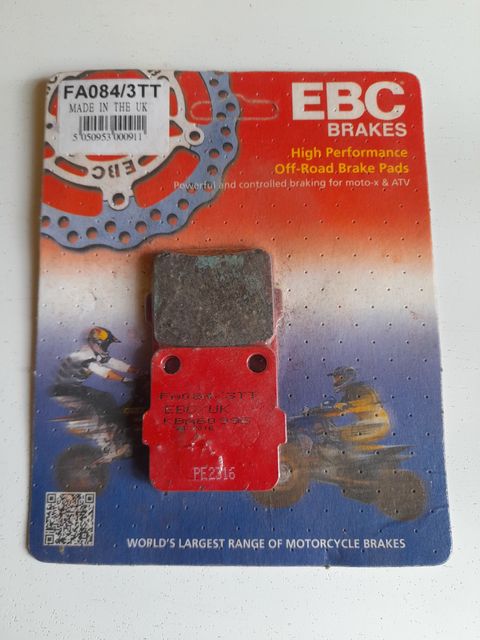 FA084/3TT
MADE IN THE UK
5 050953 000911
EBC
EBC
BRAKES
High Performance
Off-Road Brake Pads
Powerful and controlled braking for moto-x & ATV
FA084/3TT
EBC UK
PE2316
WORLD'S LARGEST RANGE OF MOTORCYCLE BRAKES